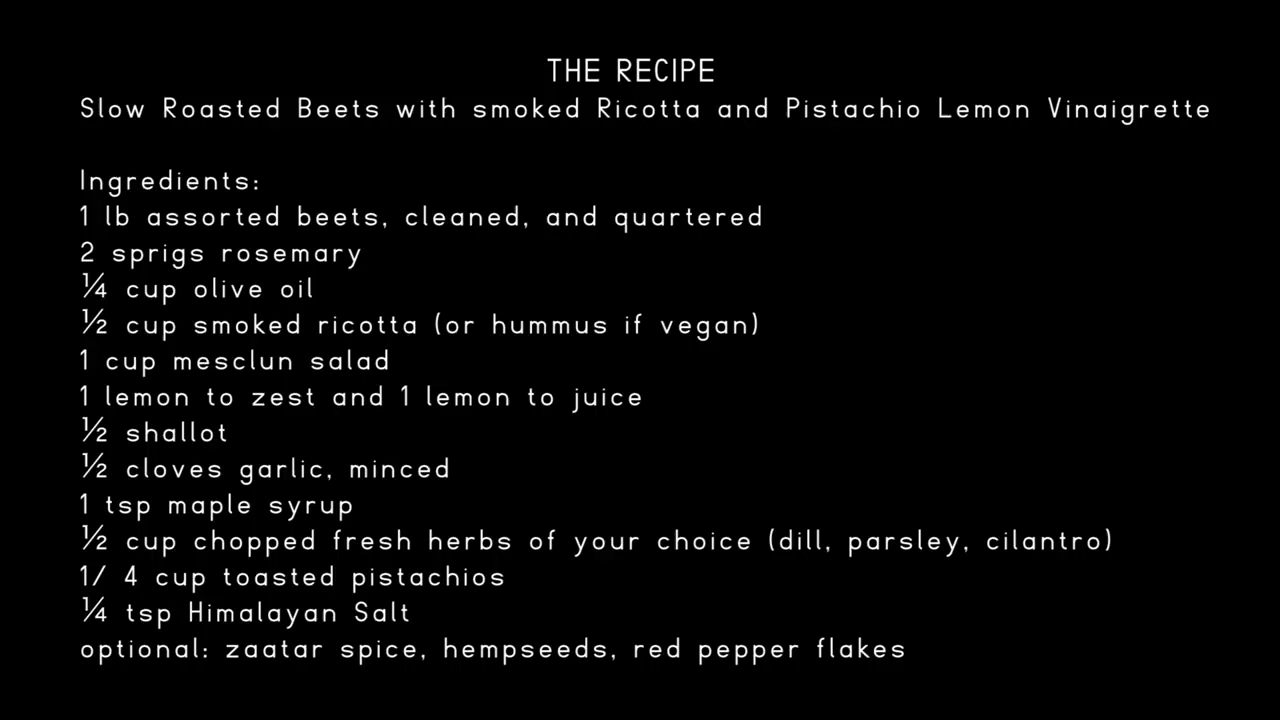 THE RECIPE
Slow Roasted Beets with smoked Ricotta and Pistachio Lemon Vinaigrette
Ingredients:
1 lb assorted beets, cleaned, and quartered
2 sprigs rosemary
¼ cup olive oil
½ cup smoked ricotta (or hummus if vegan)
1 cup mesclun salad
1 lemon to zest and 1 lemon to juice
½ shallot
½ cloves garlic, minced
1 tsp maple syrup
½ cup chopped fresh herbs of your choice (dill, parsley, cilantro)
1/ 4 cup toasted pistachios
¼ tsp Himalayan Salt
optional: zaatar spice, hempseeds, red pepper flakes